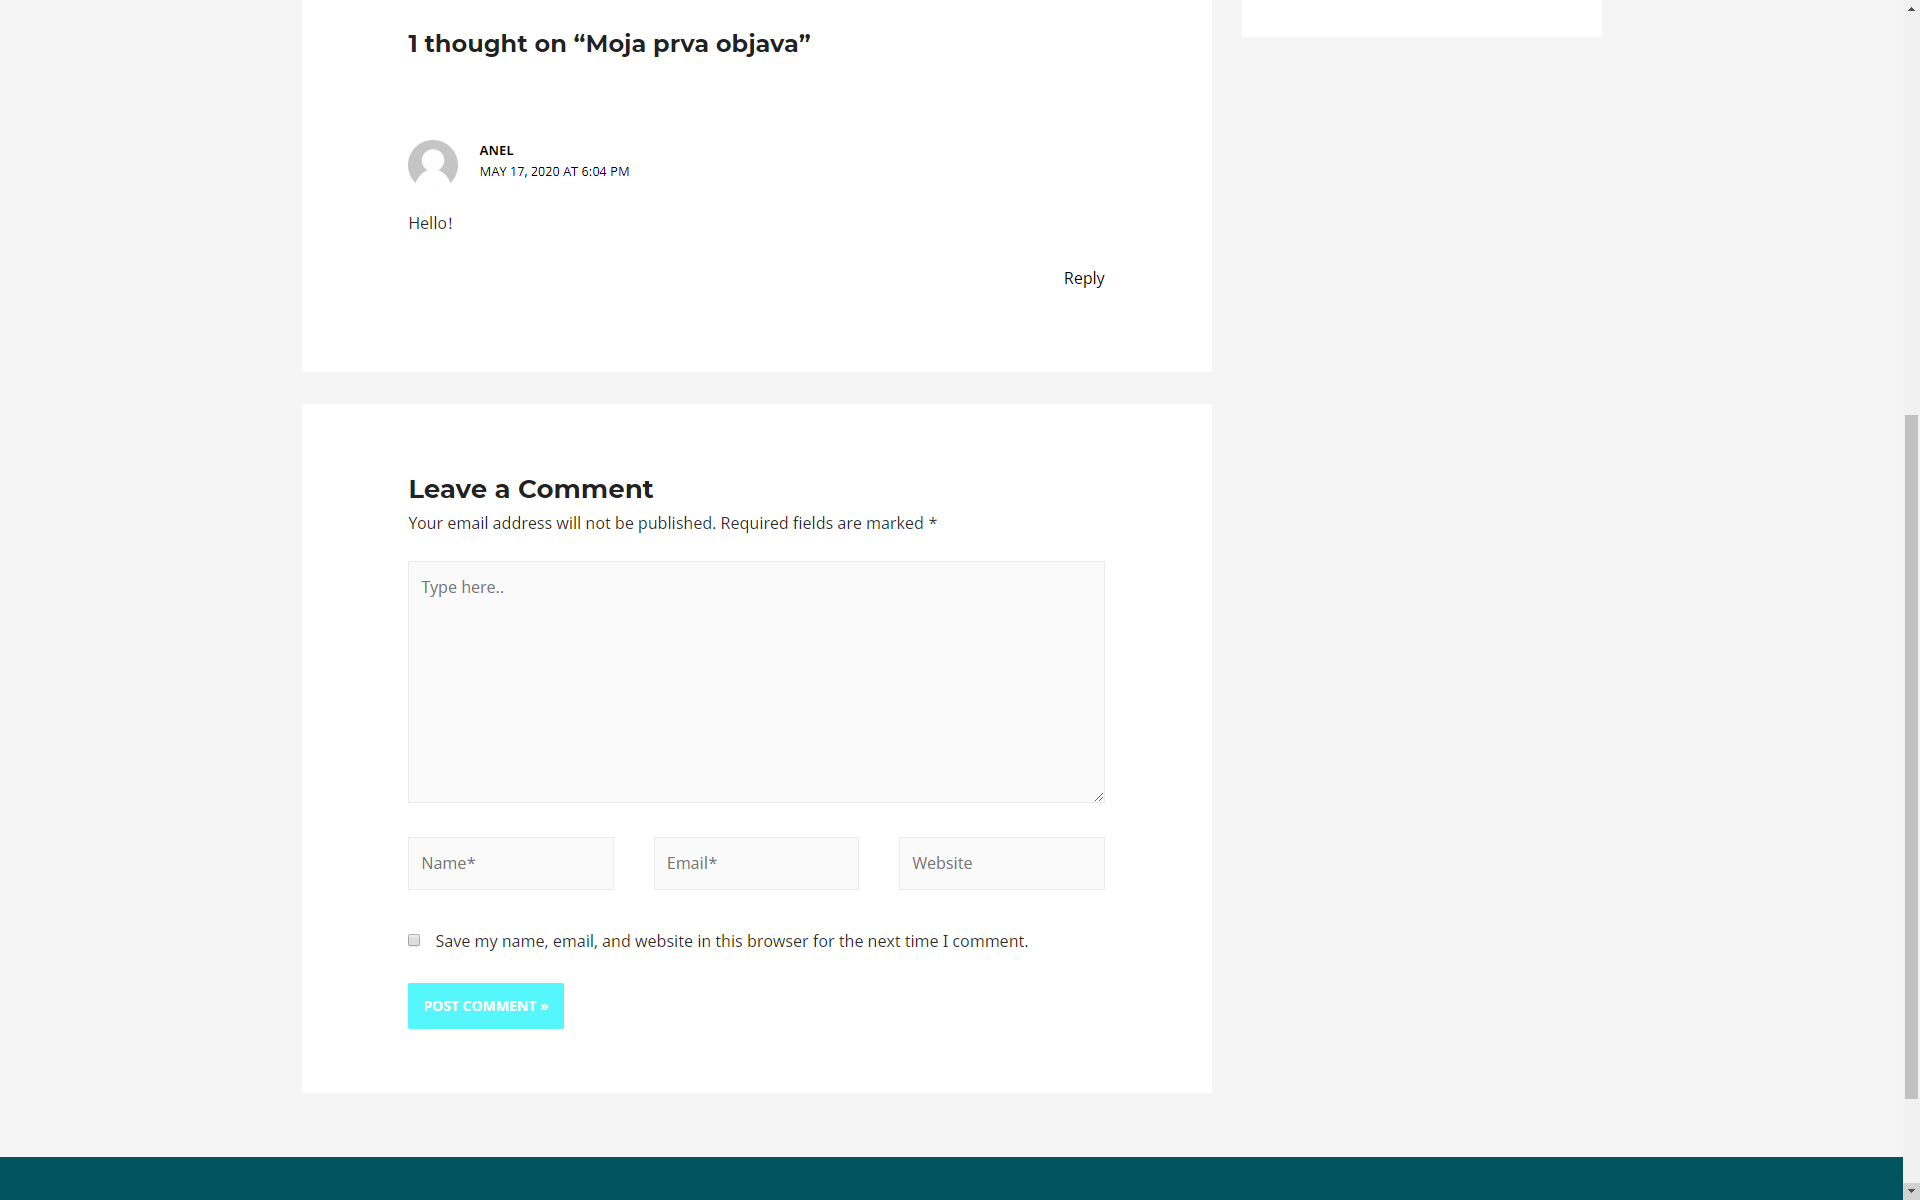 1 thought on “Moja prva objava”
ANEL
MAY 17, 2020 AT 6:04 PM
Hello!
Reply
Leave a Comment
Your email address will not be published. Required fields are marked *
Type here..
Name*
Email*
Website
Save my name, email, and website in this browser for the next time I comment.
POST COMMENT »